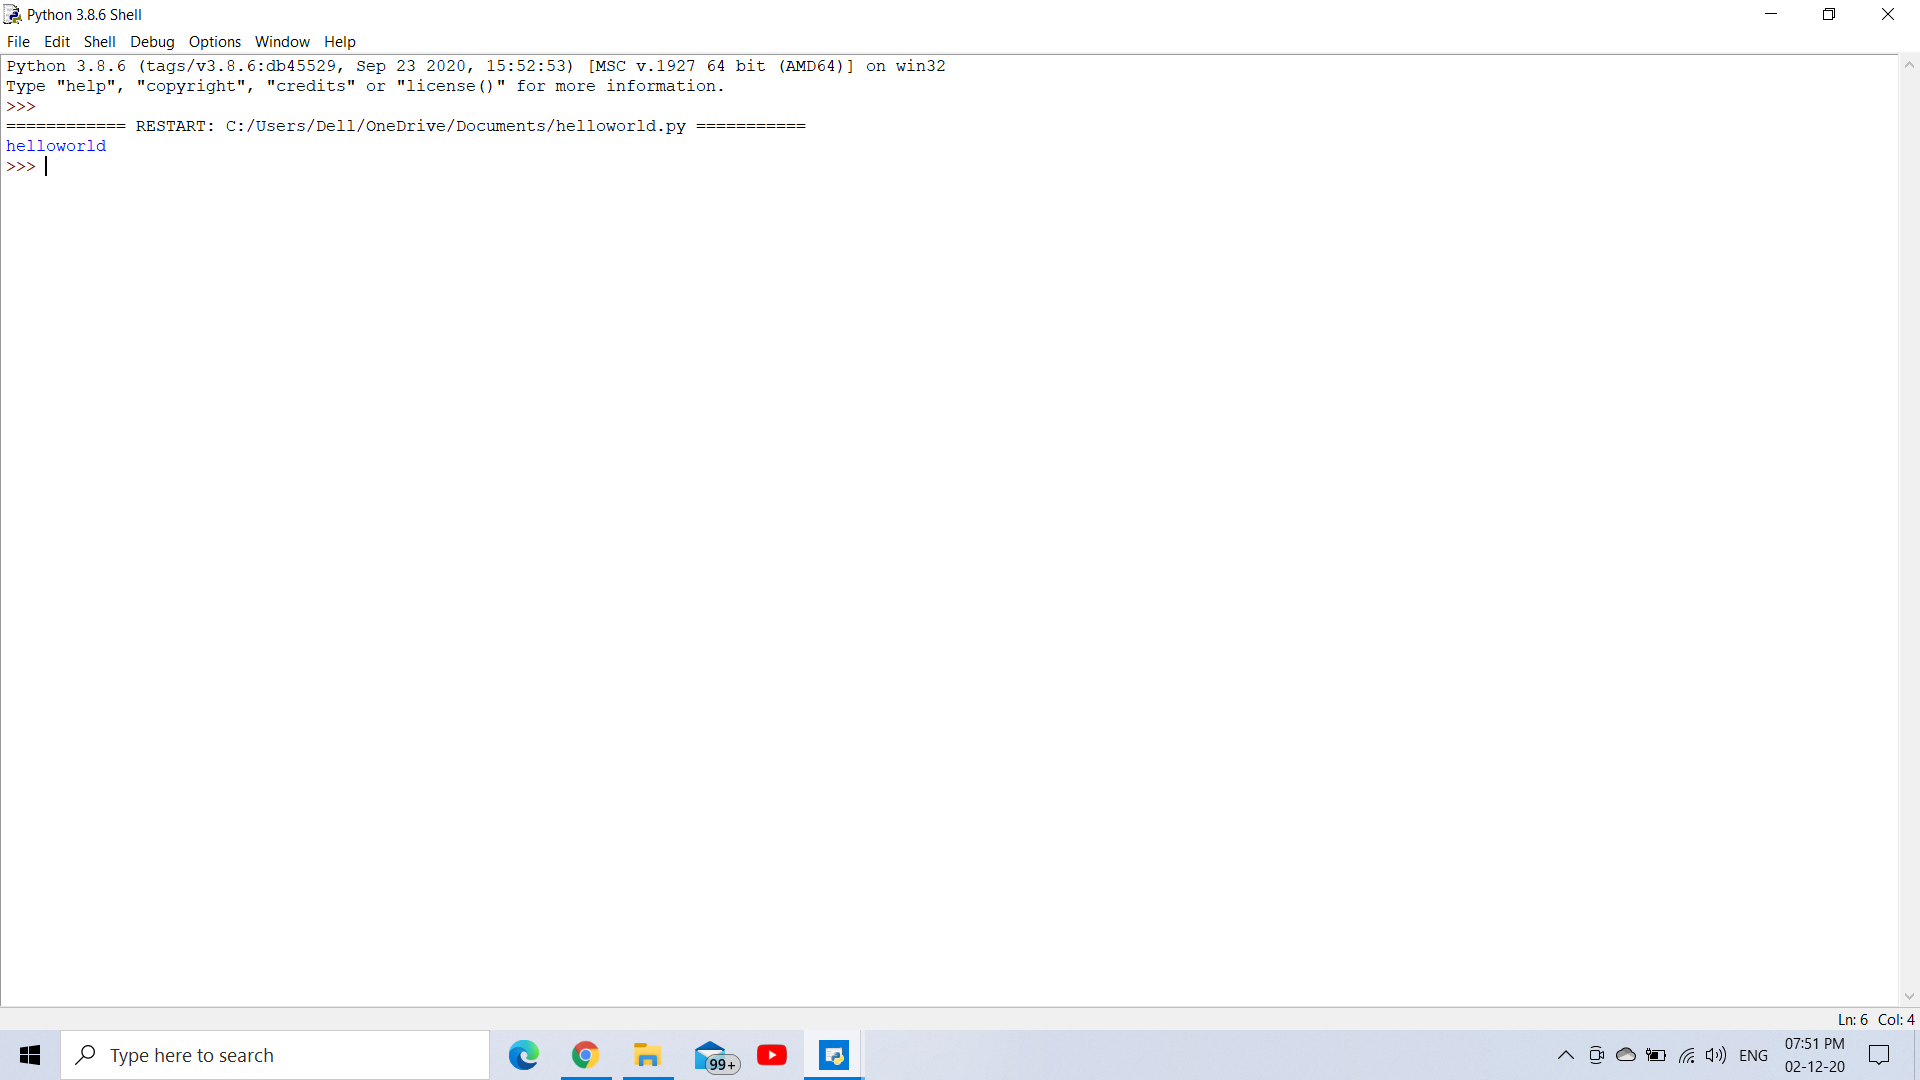 Python 3.8.6 Shell
File Edit Shell Debug Options Window Help
Python 3.8.6 (tags/v3.8.6:db45529, Sep 23 2020, 15:52:53) [MSC v.1927 64 bit (AMD64)] on win32
Type "help", "copyright", "credits" or "license()" for more information.
>>>
============ RESTART: C:/Users/Dell/OneDrive/Documents/helloworld.py ===========
helloworld
>>>
Ln: 6 Col: 4
Type here to search
99+
ENG
07:51 PM
02-12-20